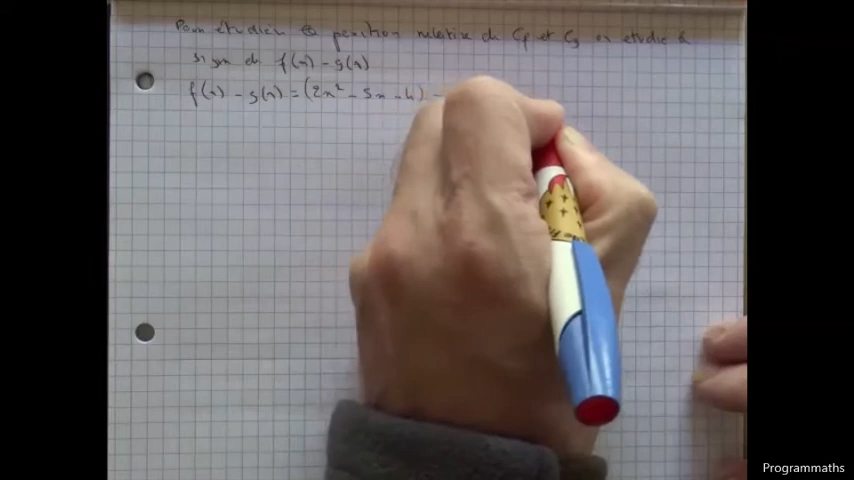 Pour étudier la position relative de Cf et Cg on étudie le
signe de f(x) - g(x)
f(x) - g(x) = (2x² - 5x - 4) -
Programmaths